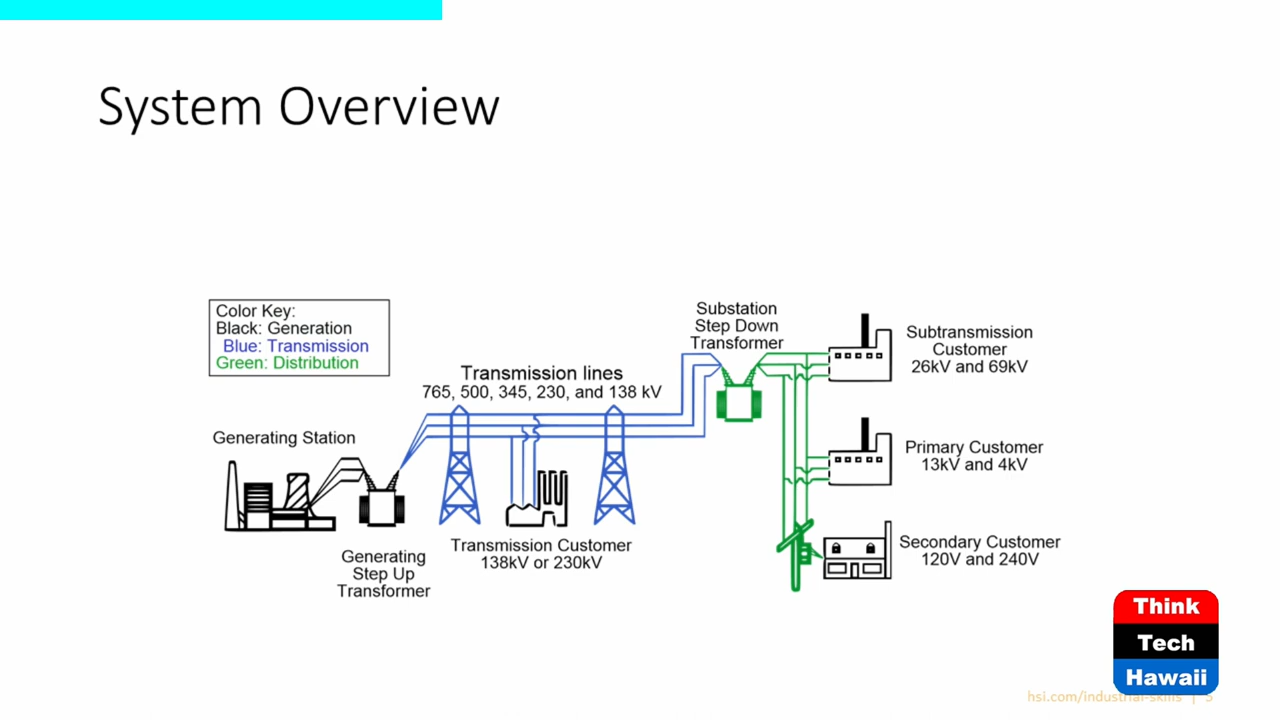 System Overview
Color Key:
Black: Generation
Blue: Transmission
Green: Distribution
Generating Station
Generating
Step Up
Transformer
Transmission lines
765, 500, 345, 230, and 138 kV
Transmission Customer
138kV or 230kV
Substation
Step Down
Transformer
Subtransmission
Customer
26kV and 69kV
Primary Customer
13kV and 4kV
Secondary Customer
120V and 240V
Think
Tech
Hawaii
hsi.com/industrial-skills | 5